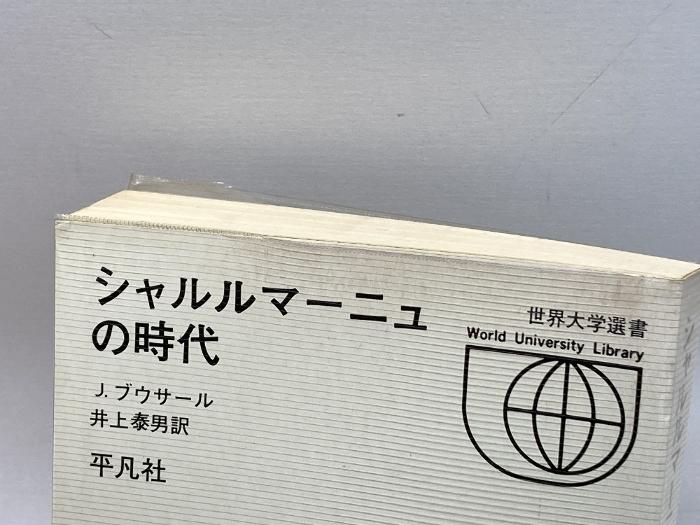 シャルルマーニュ
の時代
J.ブウサール
井上泰男訳
平凡社
世界大学選書
World University Library